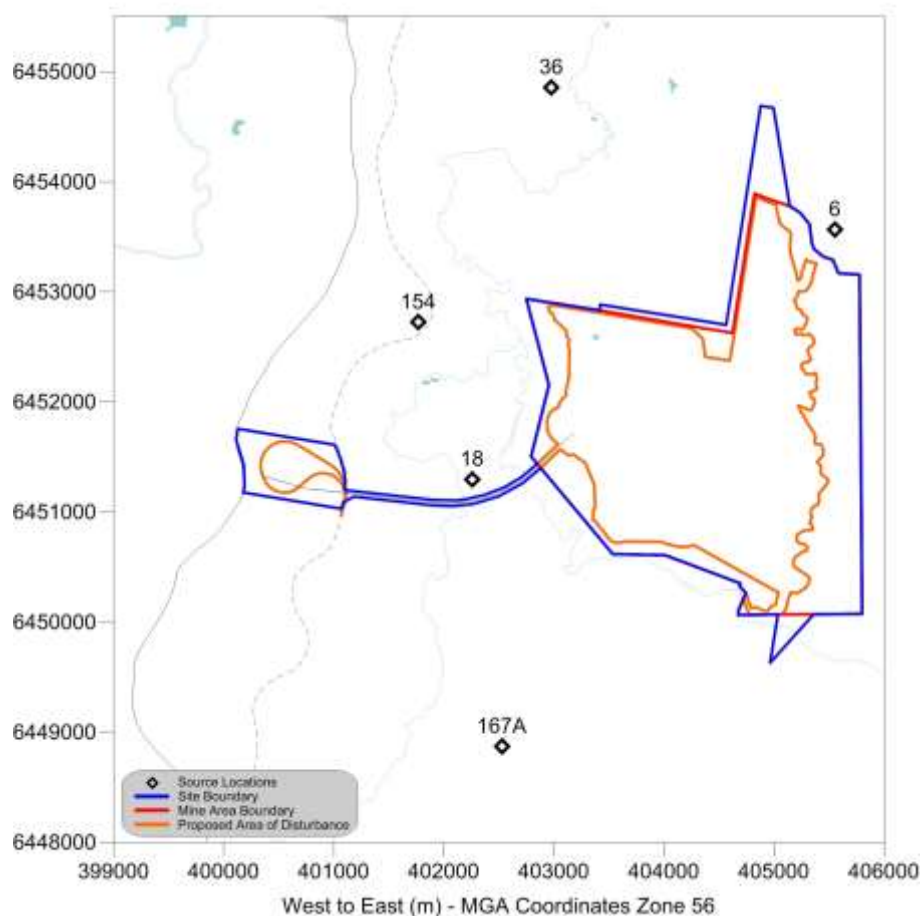 36
6455000
6454000
6
6453000
154
6452000
18
6451000
6450000
167A
6449000
Source Locations
Site Boundary
Mine Area Boundary
Proposed Area of Disturbance
6448000
399000 400000 401000 402000 403000 404000 405000 406000
West to East (m) - MGA Coordinates Zone 56